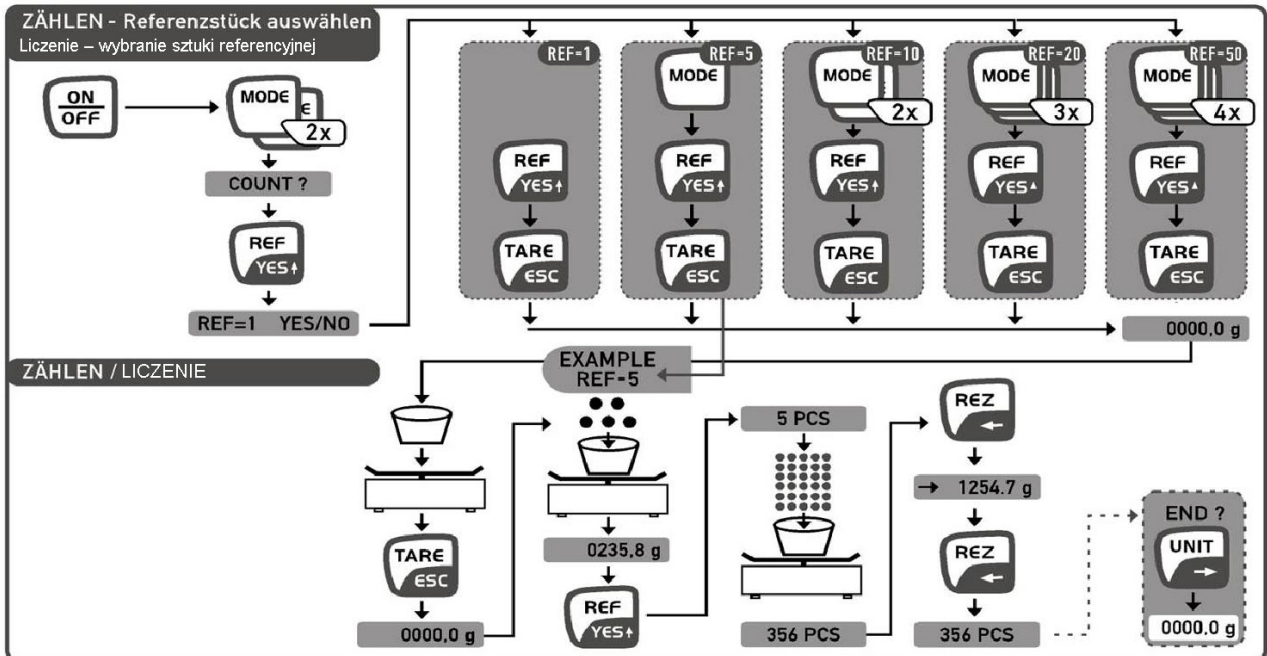 ZÄHLEN - Referenzstück auswählen
Liczenie – wybranie sztuki referencyjnej
ON
OFF
MODE
2x
COUNT ?
REF
YES↑
REF=1 YES/NO
REF=1
REF
YES↑
TARE
ESC
REF=5
MODE
REF
YES↑
TARE
ESC
REF=10
MODE
2x
REF
YES↑
TARE
ESC
REF=20
MODE
3x
REF
YES▲
TARE
ESC
REF=50
MODE
4x
REF
YES▲
TARE
ESC
0000,0 g
ZÄHLEN / LICZENIE
TARE
ESC
0000,0 g
EXAMPLE
REF=5
0235,8 g
REF
YES↑
5 PCS
356 PCS
REZ
←
→ 1254.7 g
REZ
←
356 PCS
END ?
UNIT
→
0000,0 g